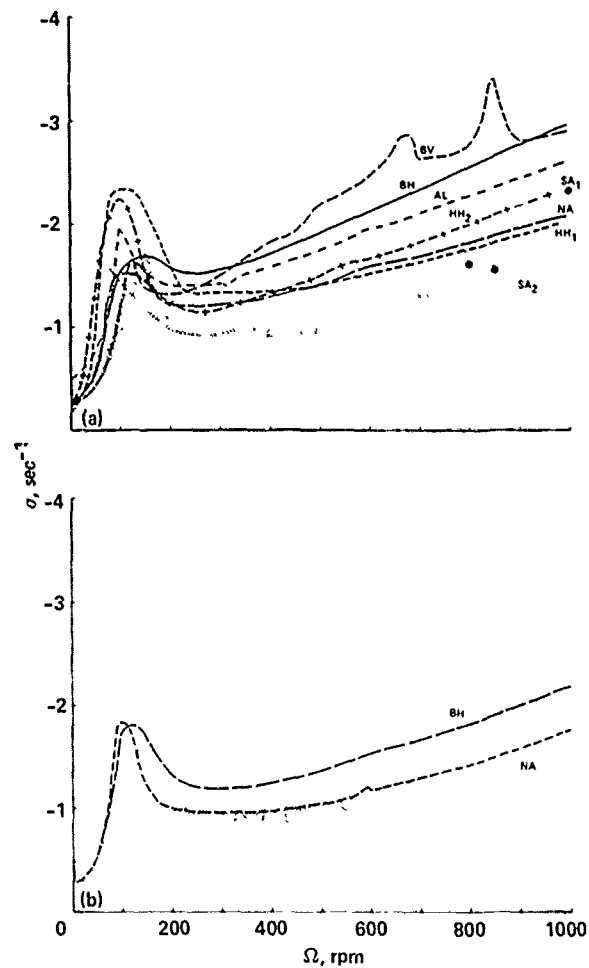 -4
-3
-2
-1
BV
BH
AL
HH2
SA1
NA
HH1
SA2
(a)
σ, sec⁻¹
-4
-3
-2
-1
BH
NA
(b)
0 200 400 600 800 1000
Ω, rpm